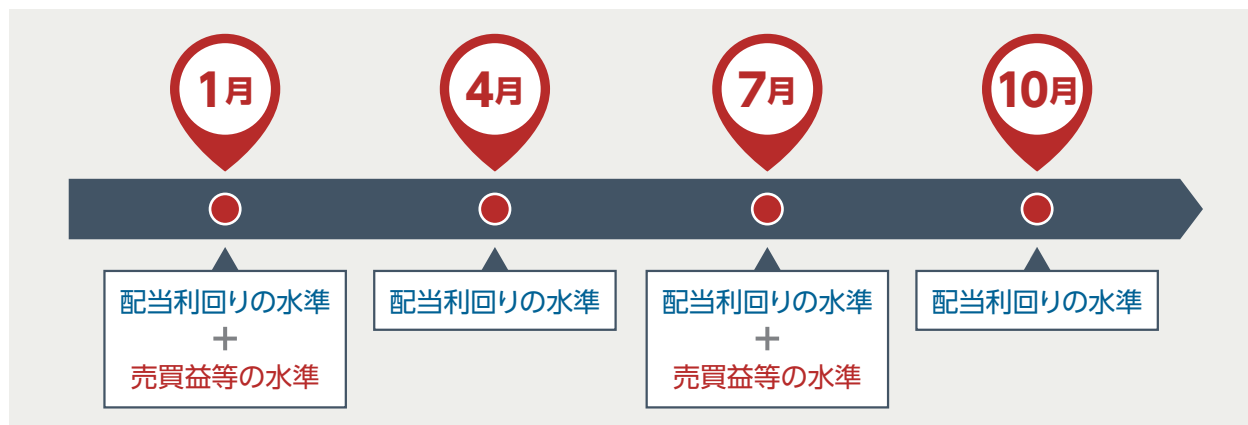 1月
4月
7月
10月
配当利回りの水準
+
売買益等の水準
配当利回りの水準
配当利回りの水準
+
売買益等の水準
配当利回りの水準